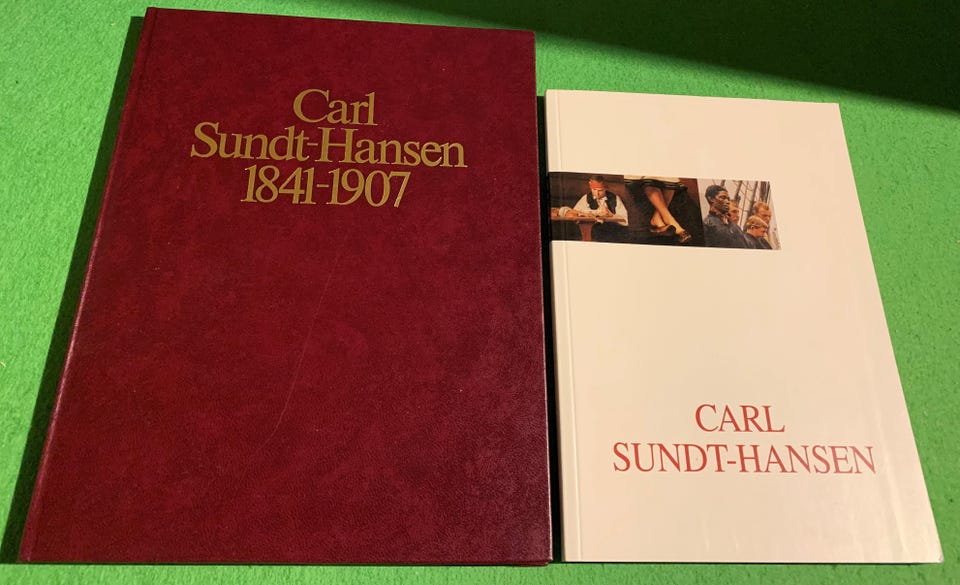 Carl
Sundt-Hansen
1841-1907
CARL
SUNDT-HANSEN